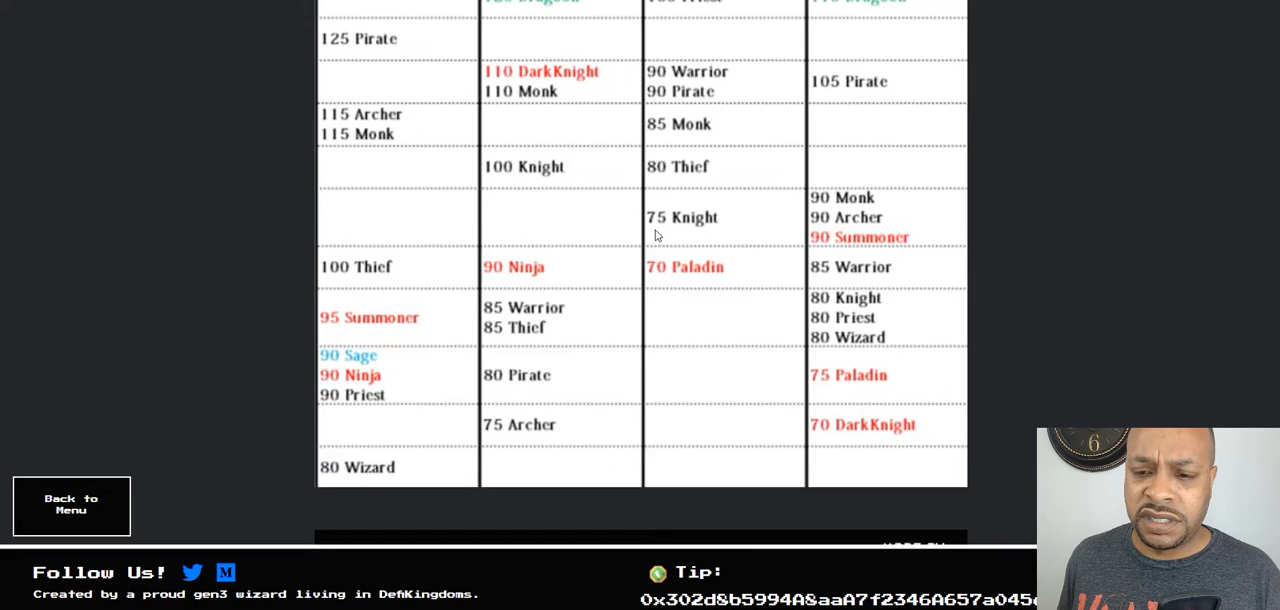 125 Pirate
110 DarkKnight
110 Monk
90 Warrior
90 Pirate
105 Pirate
115 Archer
115 Monk
85 Monk
100 Knight
80 Thief
75 Knight
90 Monk
90 Archer
90 Summoner
100 Thief
90 Ninja
70 Paladin
85 Warrior
95 Summoner
85 Warrior
85 Thief
80 Knight
80 Priest
80 Wizard
90 Sage
90 Ninja
90 Priest
80 Pirate
75 Paladin
75 Archer
70 DarkKnight
80 Wizard
Back to
Menu
Follow Us!
Created by a proud gen3 wizard living in DefiKingdoms.
Tip:
6